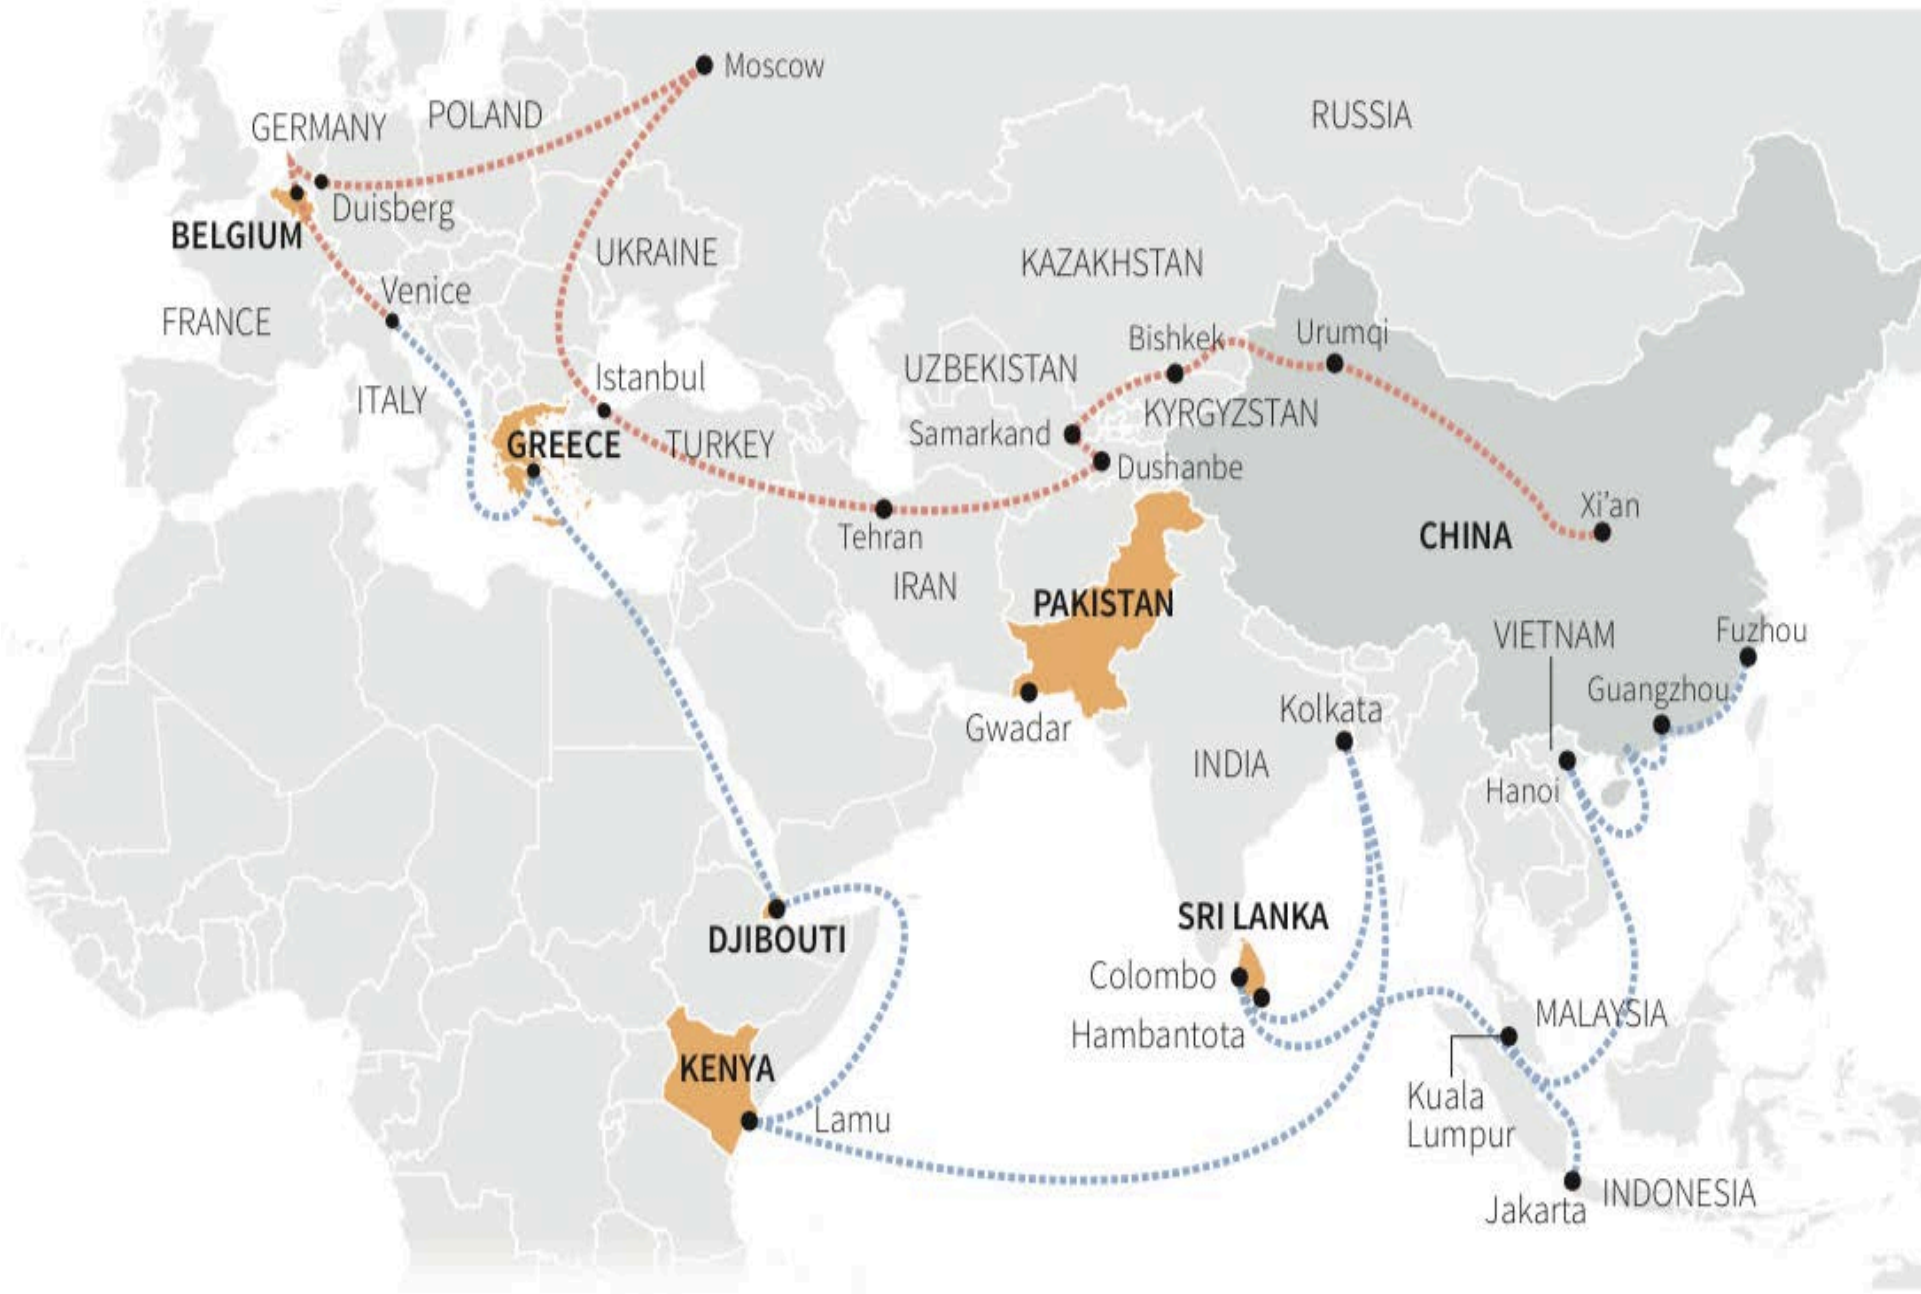 Moscow
RUSSIA
POLAND
GERMANY
Duisberg
BELGIUM
UKRAINE
KAZAKHSTAN
Venice
FRANCE
Bishkek
Urumqi
UZBEKISTAN
Istanbul
ITALY
KYRGYZSTAN
Samarkand
GREECE
TURKEY
Dushanbe
Xi'an
Tehran
CHINA
IRAN
PAKISTAN
VIETNAM
Fuzhou
Guangzhou
Kolkata
Gwadar
INDIA
Hanoi
SRI LANKA
DJIBOUTI
Colombo
MALAYSIA
Hambantota
KENYA
Kuala
Lumpur
Lamu
INDONESIA
Jakarta